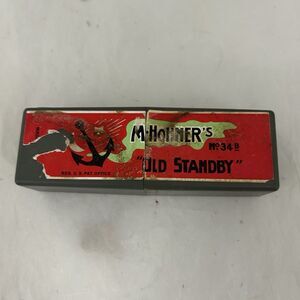 M·HOHNER'S
No 34B
"OLD STANDBY"
REG. U.S. PAT. OFFICE